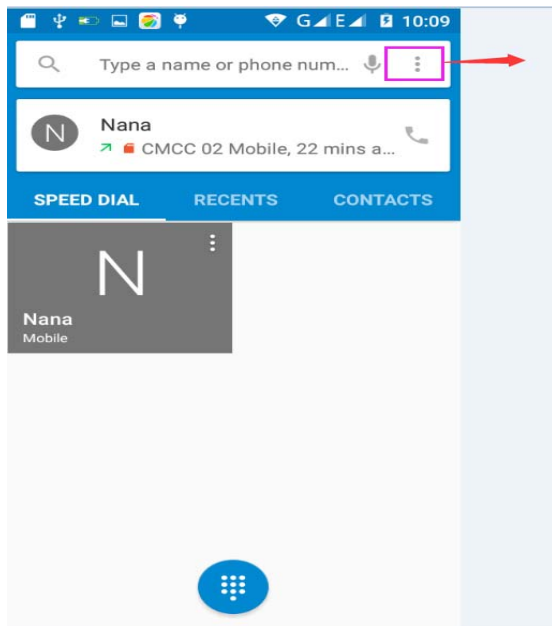 G E 10:09
Type a name or phone num...
N
Nana
CMCC 02 Mobile, 22 mins a...
SPEED DIAL RECENTS CONTACTS
N
Nana
Mobile